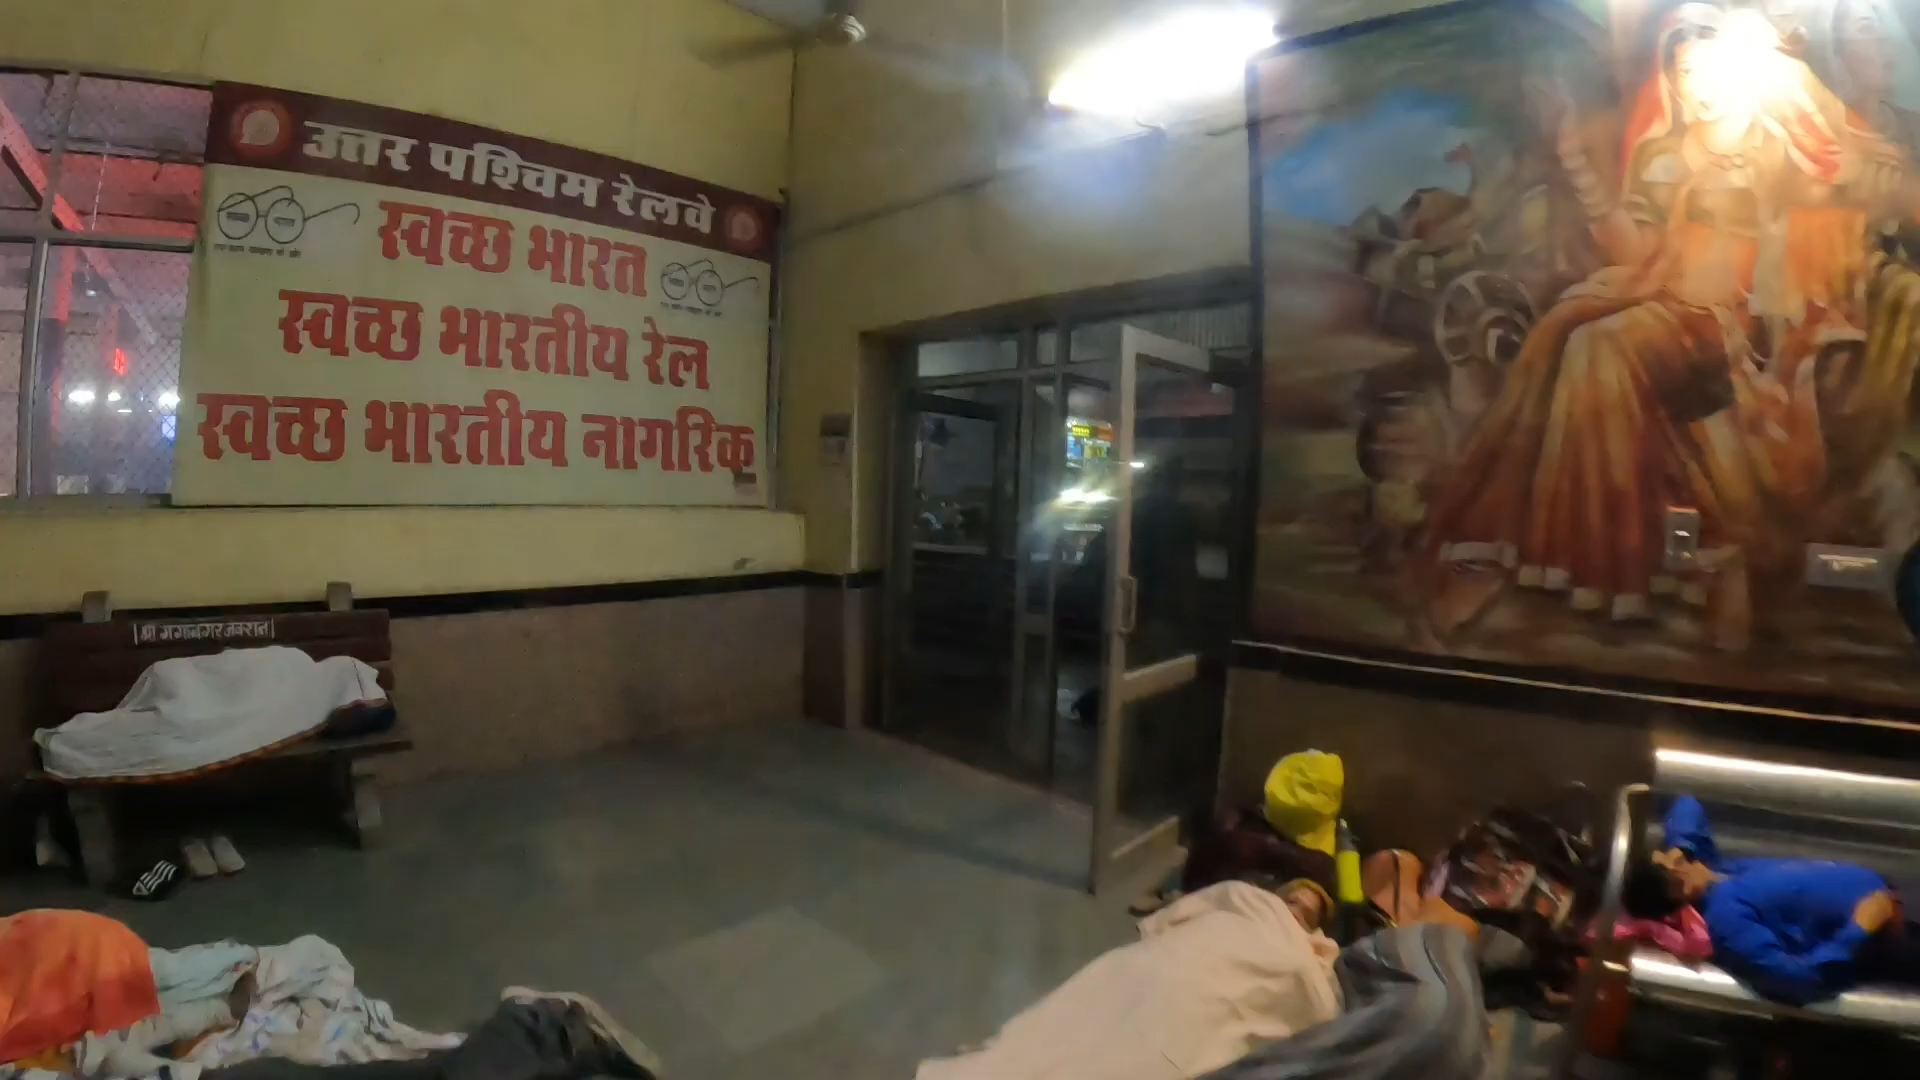 उत्तर पश्चिम रेलवे
स्वच्छ भारत
स्वच्छ भारतीय रेल
स्वच्छ भारतीय नागरिक